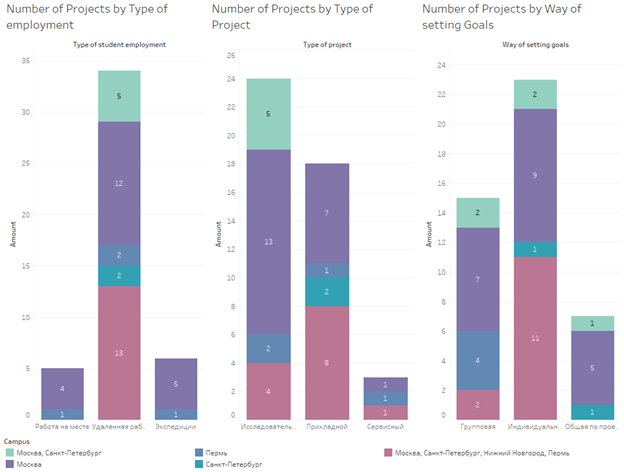 Number of Projects by Type of employment
Number of Projects by Type of Project
Number of Projects by Way of setting Goals
Type of student employment
Type of project
Way of setting goals
Amount
35
30
25
20
15
10
5
0
5
12
2
2
13
4
1
5
1
Работа на месте
Удаленная раб..
Экспедиции
Amount
26
24
22
20
18
16
14
12
10
8
6
4
2
0
5
13
2
4
7
1
2
8
1
1
1
Исследователь..
Прикладной
Сервисный
Amount
24
22
20
18
16
14
12
10
8
6
4
2
0
2
7
4
2
2
9
1
11
1
5
1
Групповая
Индивидуальн..
Общая по прое..
Campus
Москва, Санкт-Петербург
Москва
Пермь
Санкт-Петербург
Москва, Санкт-Петербург, Нижний Новгород, Пермь